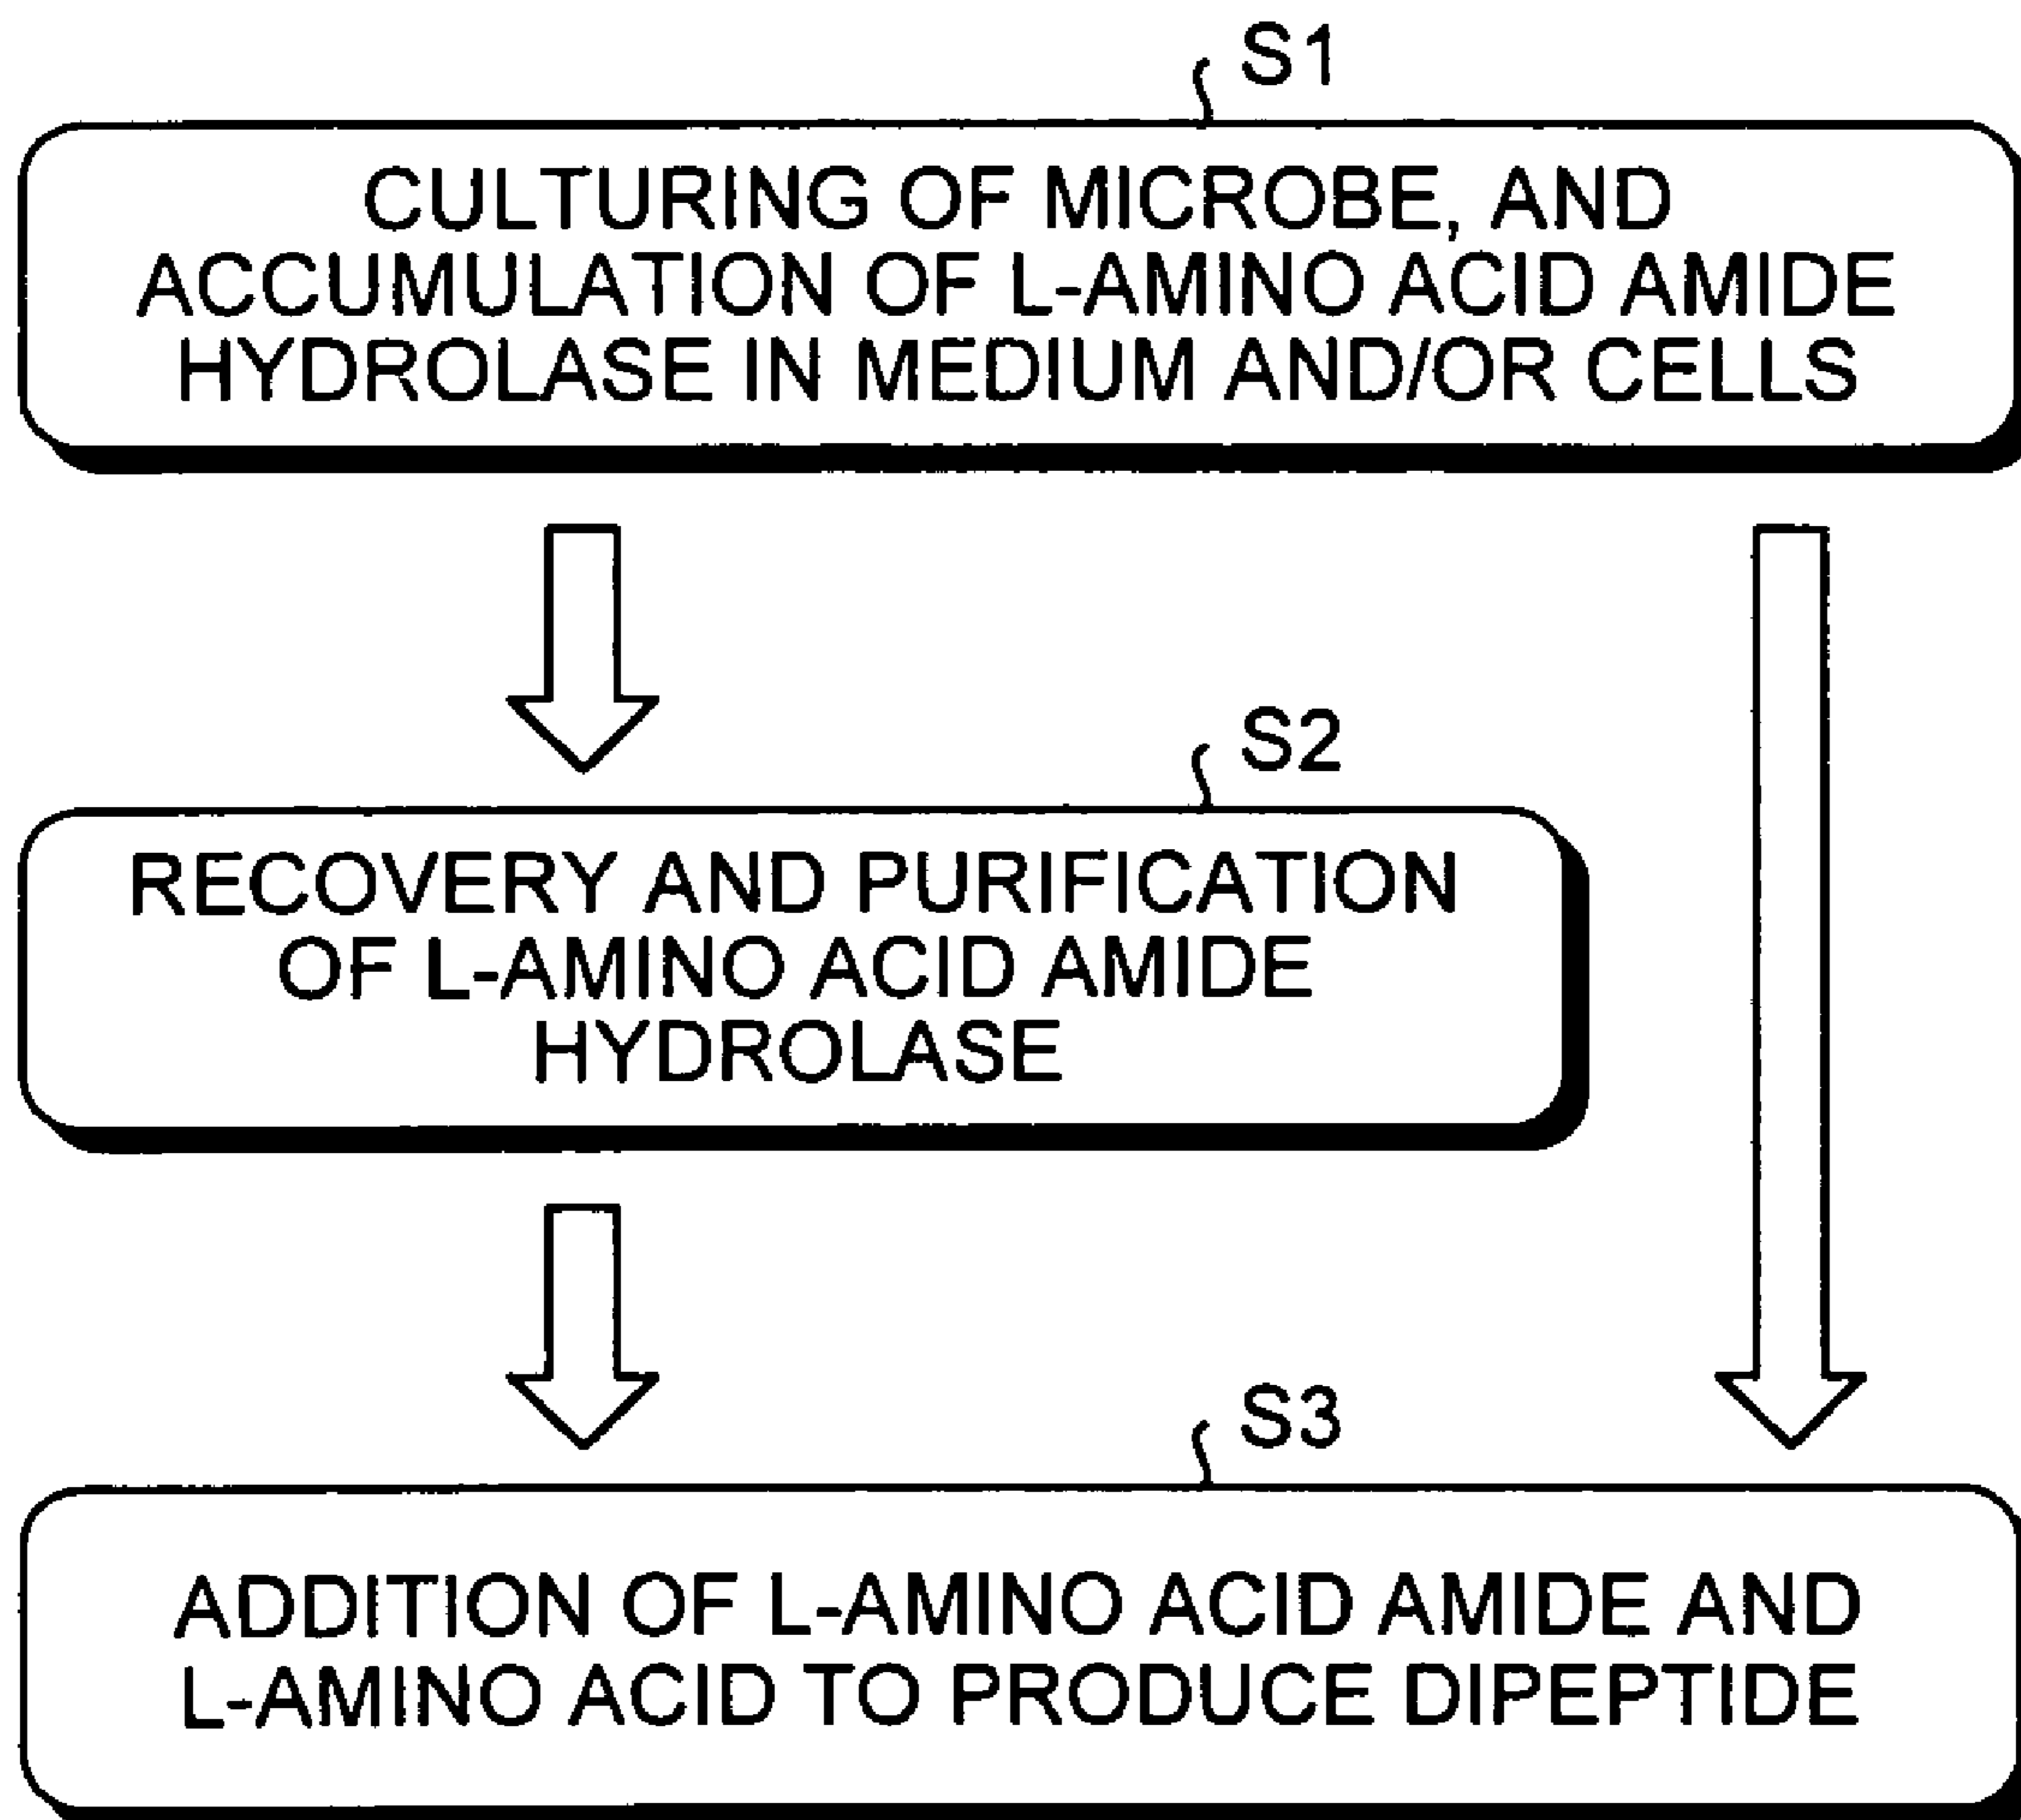 S1
CULTURING OF MICROBE, AND
ACCUMULATION OF L-AMINO ACID AMIDE
HYDROLASE IN MEDIUM AND/OR CELLS
S2
RECOVERY AND PURIFICATION
OF L-AMINO ACID AMIDE
HYDROLASE
S3
ADDITION OF L-AMINO ACID AMIDE AND
L-AMINO ACID TO PRODUCE DIPEPTIDE